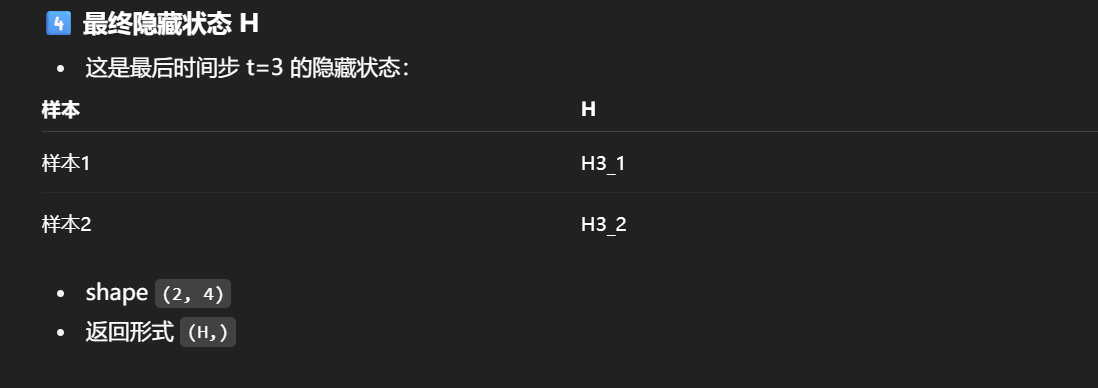 4️⃣ 最终隐藏状态 H
• 这是最后时间步 t=3 的隐藏状态：
样本 H
样本1 H3_1
样本2 H3_2
• shape (2, 4)
• 返回形式 (H,)